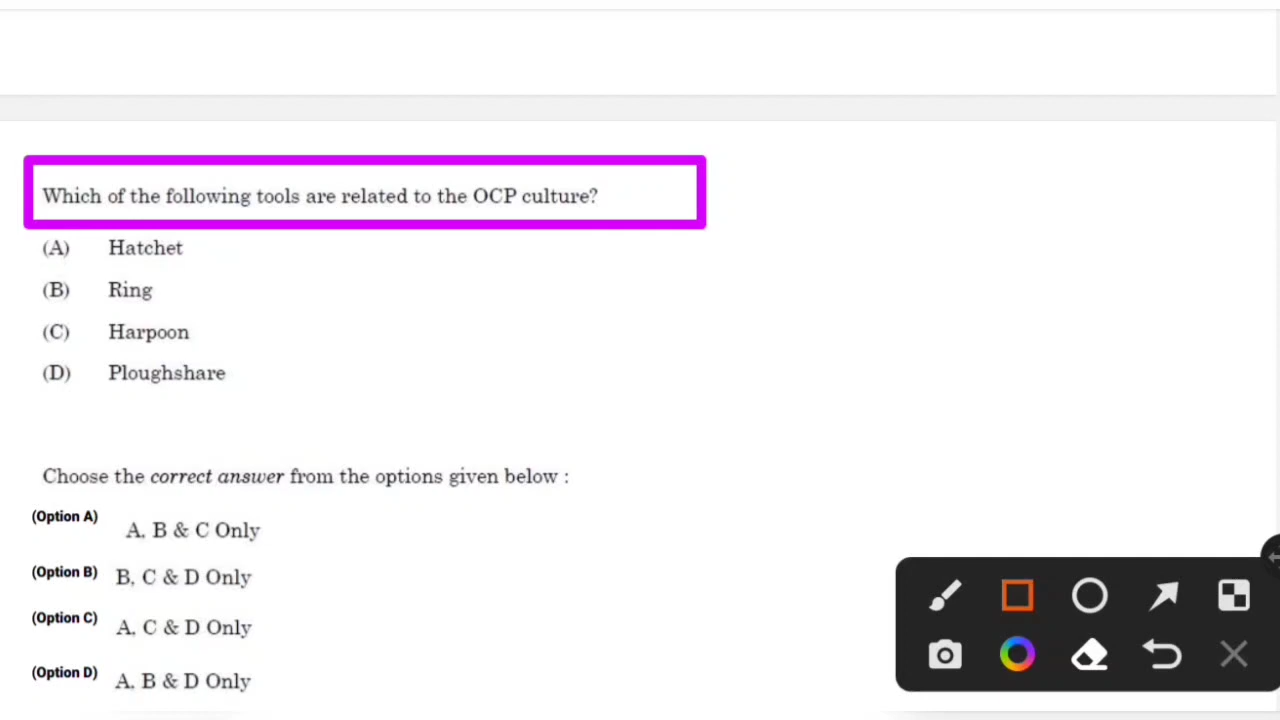 Which of the following tools are related to the OCP culture?
(A) Hatchet
(B) Ring
(C) Harpoon
(D) Ploughshare
Choose the correct answer from the options given below :
(Option A) A, B & C Only
(Option B) B, C & D Only
(Option C) A, C & D Only
(Option D) A, B & D Only